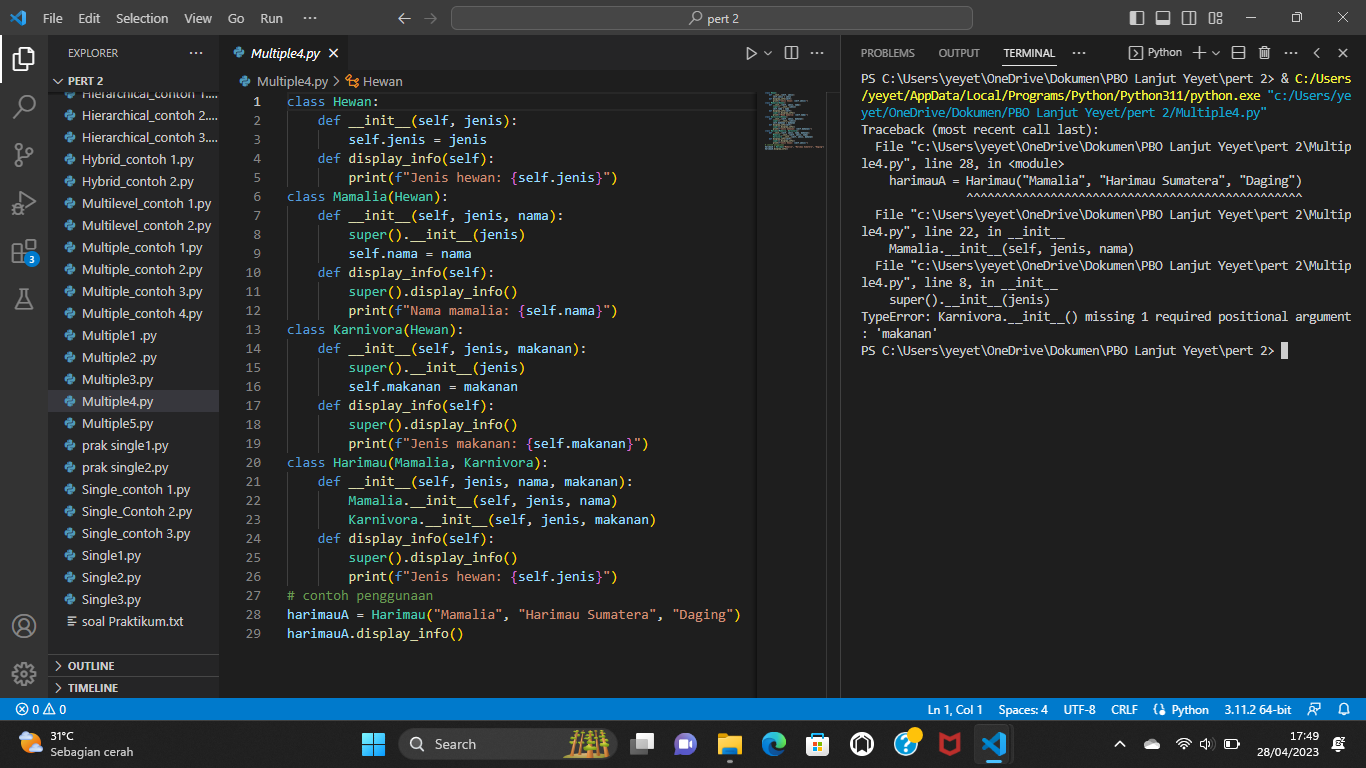 File Edit Selection View Go Run ··· pert 2
EXPLORER ···
PERT 2
Hierarchical_contoh 1....
Hierarchical_contoh 2....
Hierarchical_contoh 3....
Hybrid_contoh 1.py
Hybrid_contoh 2.py
Multilevel_contoh 1.py
Multilevel_contoh 2.py
Multiple_contoh 1.py
Multiple_contoh 2.py
Multiple_contoh 3.py
Multiple_contoh 4.py
Multiple1 .py
Multiple2 .py
Multiple3.py
Multiple4.py
Multiple5.py
prak single1.py
prak single2.py
Single_contoh 1.py
Single_Contoh 2.py
Single_contoh 3.py
Single1.py
Single2.py
Single3.py
soal Praktikum.txt
OUTLINE
TIMELINE
3
Multiple4.py
Multiple4.py > Hewan
1 class Hewan:
2     def __init__(self, jenis):
3         self.jenis = jenis
4     def display_info(self):
5         print(f"Jenis hewan: {self.jenis}")
6 class Mamalia(Hewan):
7     def __init__(self, jenis, nama):
8         super().__init__(jenis)
9         self.nama = nama
10     def display_info(self):
11         super().display_info()
12         print(f"Nama mamalia: {self.nama}")
13 class Karnivora(Hewan):
14     def __init__(self, jenis, makanan):
15         super().__init__(jenis)
16         self.makanan = makanan
17     def display_info(self):
18         super().display_info()
19         print(f"Jenis makanan: {self.makanan}")
20 class Harimau(Mamalia, Karnivora):
21     def __init__(self, jenis, nama, makanan):
22         Mamalia.__init__(self, jenis, nama)
23         Karnivora.__init__(self, jenis, makanan)
24     def display_info(self):
25         super().display_info()
26         print(f"Jenis hewan: {self.jenis}")
27 # contoh penggunaan
28 harimauA = Harimau("Mamalia", "Harimau Sumatera", "Daging")
29 harimauA.display_info()
PROBLEMS OUTPUT TERMINAL ··· Python
PS C:\Users\yeyet\OneDrive\Dokumen\PBO Lanjut Yeyet\pert 2> & C:/Users
/yeyet/AppData/Local/Programs/Python/Python311/python.exe "c:/Users/ye
yet/OneDrive/Dokumen/PBO Lanjut Yeyet/pert 2/Multiple4.py"
Traceback (most recent call last):
  File "c:\Users\yeyet\OneDrive\Dokumen\PBO Lanjut Yeyet\pert 2\Multip
le4.py", line 28, in <module>
    harimauA = Harimau("Mamalia", "Harimau Sumatera", "Daging")
               ^^^^^^^^^^^^^^^^^^^^^^^^^^^^^^^^^^^^^^^^^^^^^^^^
  File "c:\Users\yeyet\OneDrive\Dokumen\PBO Lanjut Yeyet\pert 2\Multip
le4.py", line 22, in __init__
    Mamalia.__init__(self, jenis, nama)
  File "c:\Users\yeyet\OneDrive\Dokumen\PBO Lanjut Yeyet\pert 2\Multip
le4.py", line 8, in __init__
    super().__init__(jenis)
TypeError: Karnivora.__init__() missing 1 required positional argument
: 'makanan'
PS C:\Users\yeyet\OneDrive\Dokumen\PBO Lanjut Yeyet\pert 2>
0 0 Ln 1, Col 1 Spaces: 4 UTF-8 CRLF Python 3.11.2 64-bit
31°C
Sebagian cerah
Search
17:49
28/04/2023